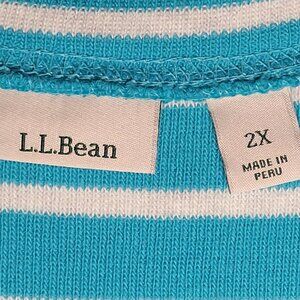 L.L.Bean
2X
MADE IN
PERU